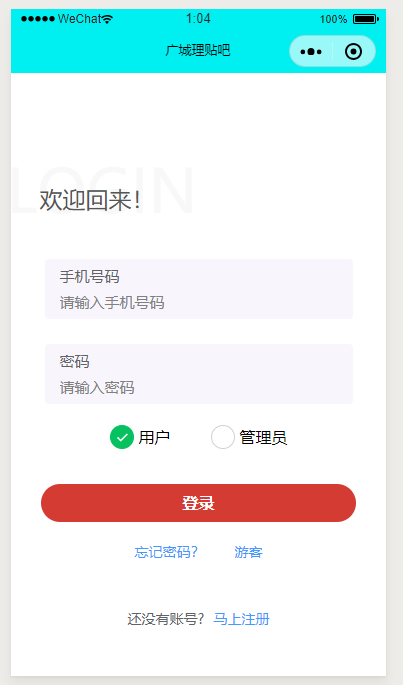 WeChat 1:04 100%
广城理贴吧
LOGIN
欢迎回来!
手机号码
请输入手机号码
密码
请输入密码
用户 管理员
登录
忘记密码? 游客
还没有账号? 马上注册